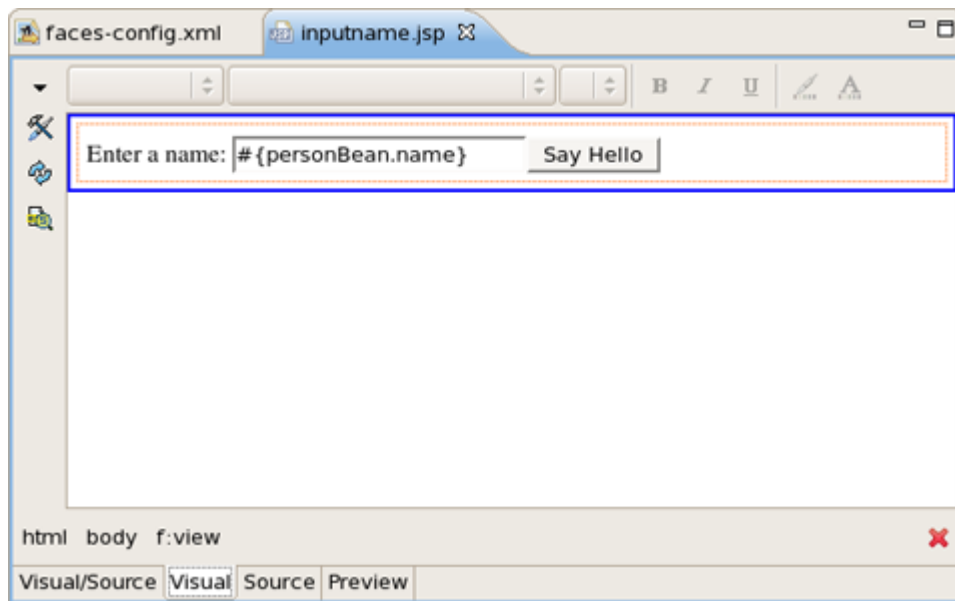 faces-config.xml inputname.jsp
B I U A
Enter a name: #{personBean.name} Say Hello
html body f:view
Visual/Source Visual Source Preview